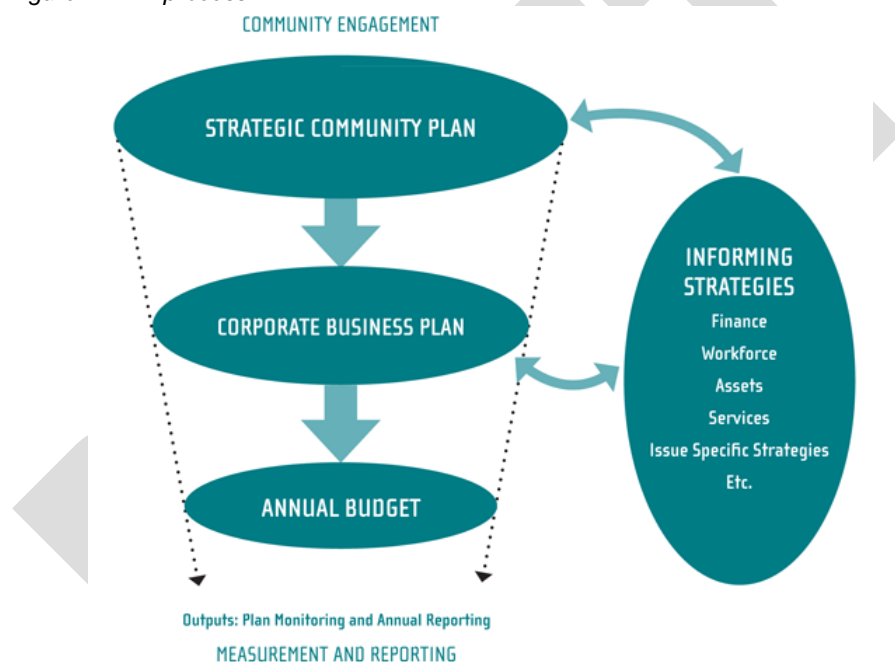 COMMUNITY ENGAGEMENT
STRATEGIC COMMUNITY PLAN
CORPORATE BUSINESS PLAN
ANNUAL BUDGET
INFORMING
STRATEGIES
Finance
Workforce
Assets
Services
Issue Specific Strategies
Etc.
Outputs: Plan Monitoring and Annual Reporting
MEASUREMENT AND REPORTING